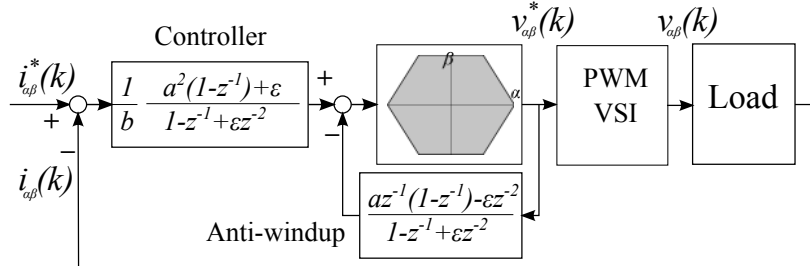 Controller
i*αβ(k)
+
−
iαβ(k)
1/b (a²(1-z⁻¹)+ε)/(1-z⁻¹+εz⁻²)
+
−
β
α
v*αβ(k)
PWM
VSI
vαβ(k)
Load
Anti-windup
(az⁻¹(1-z⁻¹)-εz⁻²)/(1-z⁻¹+εz⁻²)